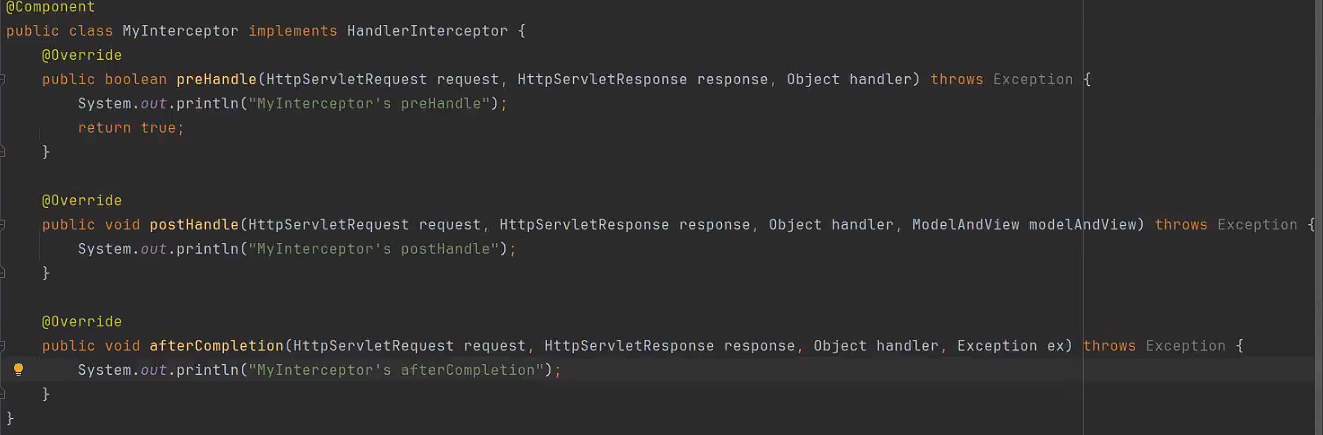 @Component
public class MyInterceptor implements HandlerInterceptor {
@Override
public boolean preHandle(HttpServletRequest request, HttpServletResponse response, Object handler) throws Exception {
System.out.println("MyInterceptor's preHandle");
return true;
}
@Override
public void postHandle(HttpServletRequest request, HttpServletResponse response, Object handler, ModelAndView modelAndView) throws Exception {
System.out.println("MyInterceptor's postHandle");
}
@Override
public void afterCompletion(HttpServletRequest request, HttpServletResponse response, Object handler, Exception ex) throws Exception {
System.out.println("MyInterceptor's afterCompletion");
}
}